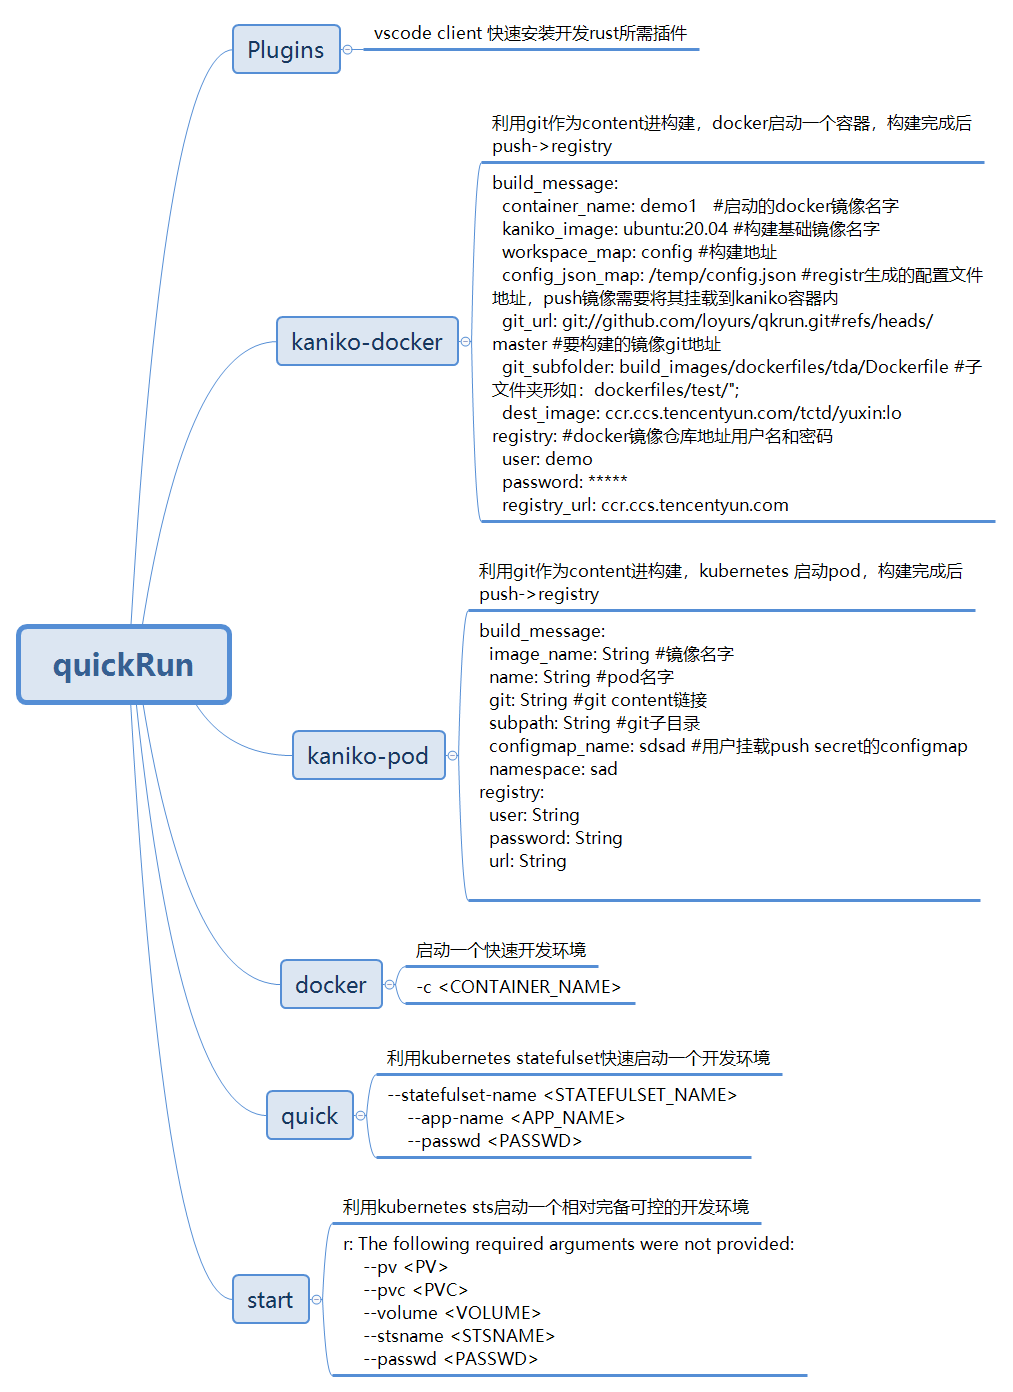 Plugins
vscode client 快速安装开发rust所需插件
利用git作为content进构建，docker启动一个容器，构建完成后
push->registry
kaniko-docker
build_message:
container_name: demo1   #启动的docker镜像名字
kaniko_image: ubuntu:20.04 #构建基础镜像名字
workspace_map: config #构建地址
config_json_map: /temp/config.json #registr生成的配置文件
地址，push镜像需要将其挂载到kaniko容器内
git_url: git://github.com/loyurs/qkrun.git#refs/heads/
master #要构建的镜像git地址
git_subfolder: build_images/dockerfiles/tda/Dockerfile #子
文件夹形如：dockerfiles/test/";
dest_image: ccr.ccs.tencentyun.com/tctd/yuxin:lo
registry: #docker镜像仓库地址用户名和密码
user: demo
password: *****
registry_url: ccr.ccs.tencentyun.com
利用git作为content进构建，kubernetes 启动pod，构建完成后
push->registry
quickRun
kaniko-pod
build_message:
image_name: String #镜像名字
name: String #pod名字
git: String #git content链接
subpath: String #git子目录
configmap_name: sdsad #用户挂载push secret的configmap
namespace: sad
registry:
user: String
password: String
url: String
docker
启动一个快速开发环境
-c <CONTAINER_NAME>
quick
利用kubernetes statefulset快速启动一个开发环境
--statefulset-name <STATEFULSET_NAME>
--app-name <APP_NAME>
--passwd <PASSWD>
start
利用kubernetes sts启动一个相对完备可控的开发环境
r: The following required arguments were not provided:
--pv <PV>
--pvc <PVC>
--volume <VOLUME>
--stsname <STSNAME>
--passwd <PASSWD>